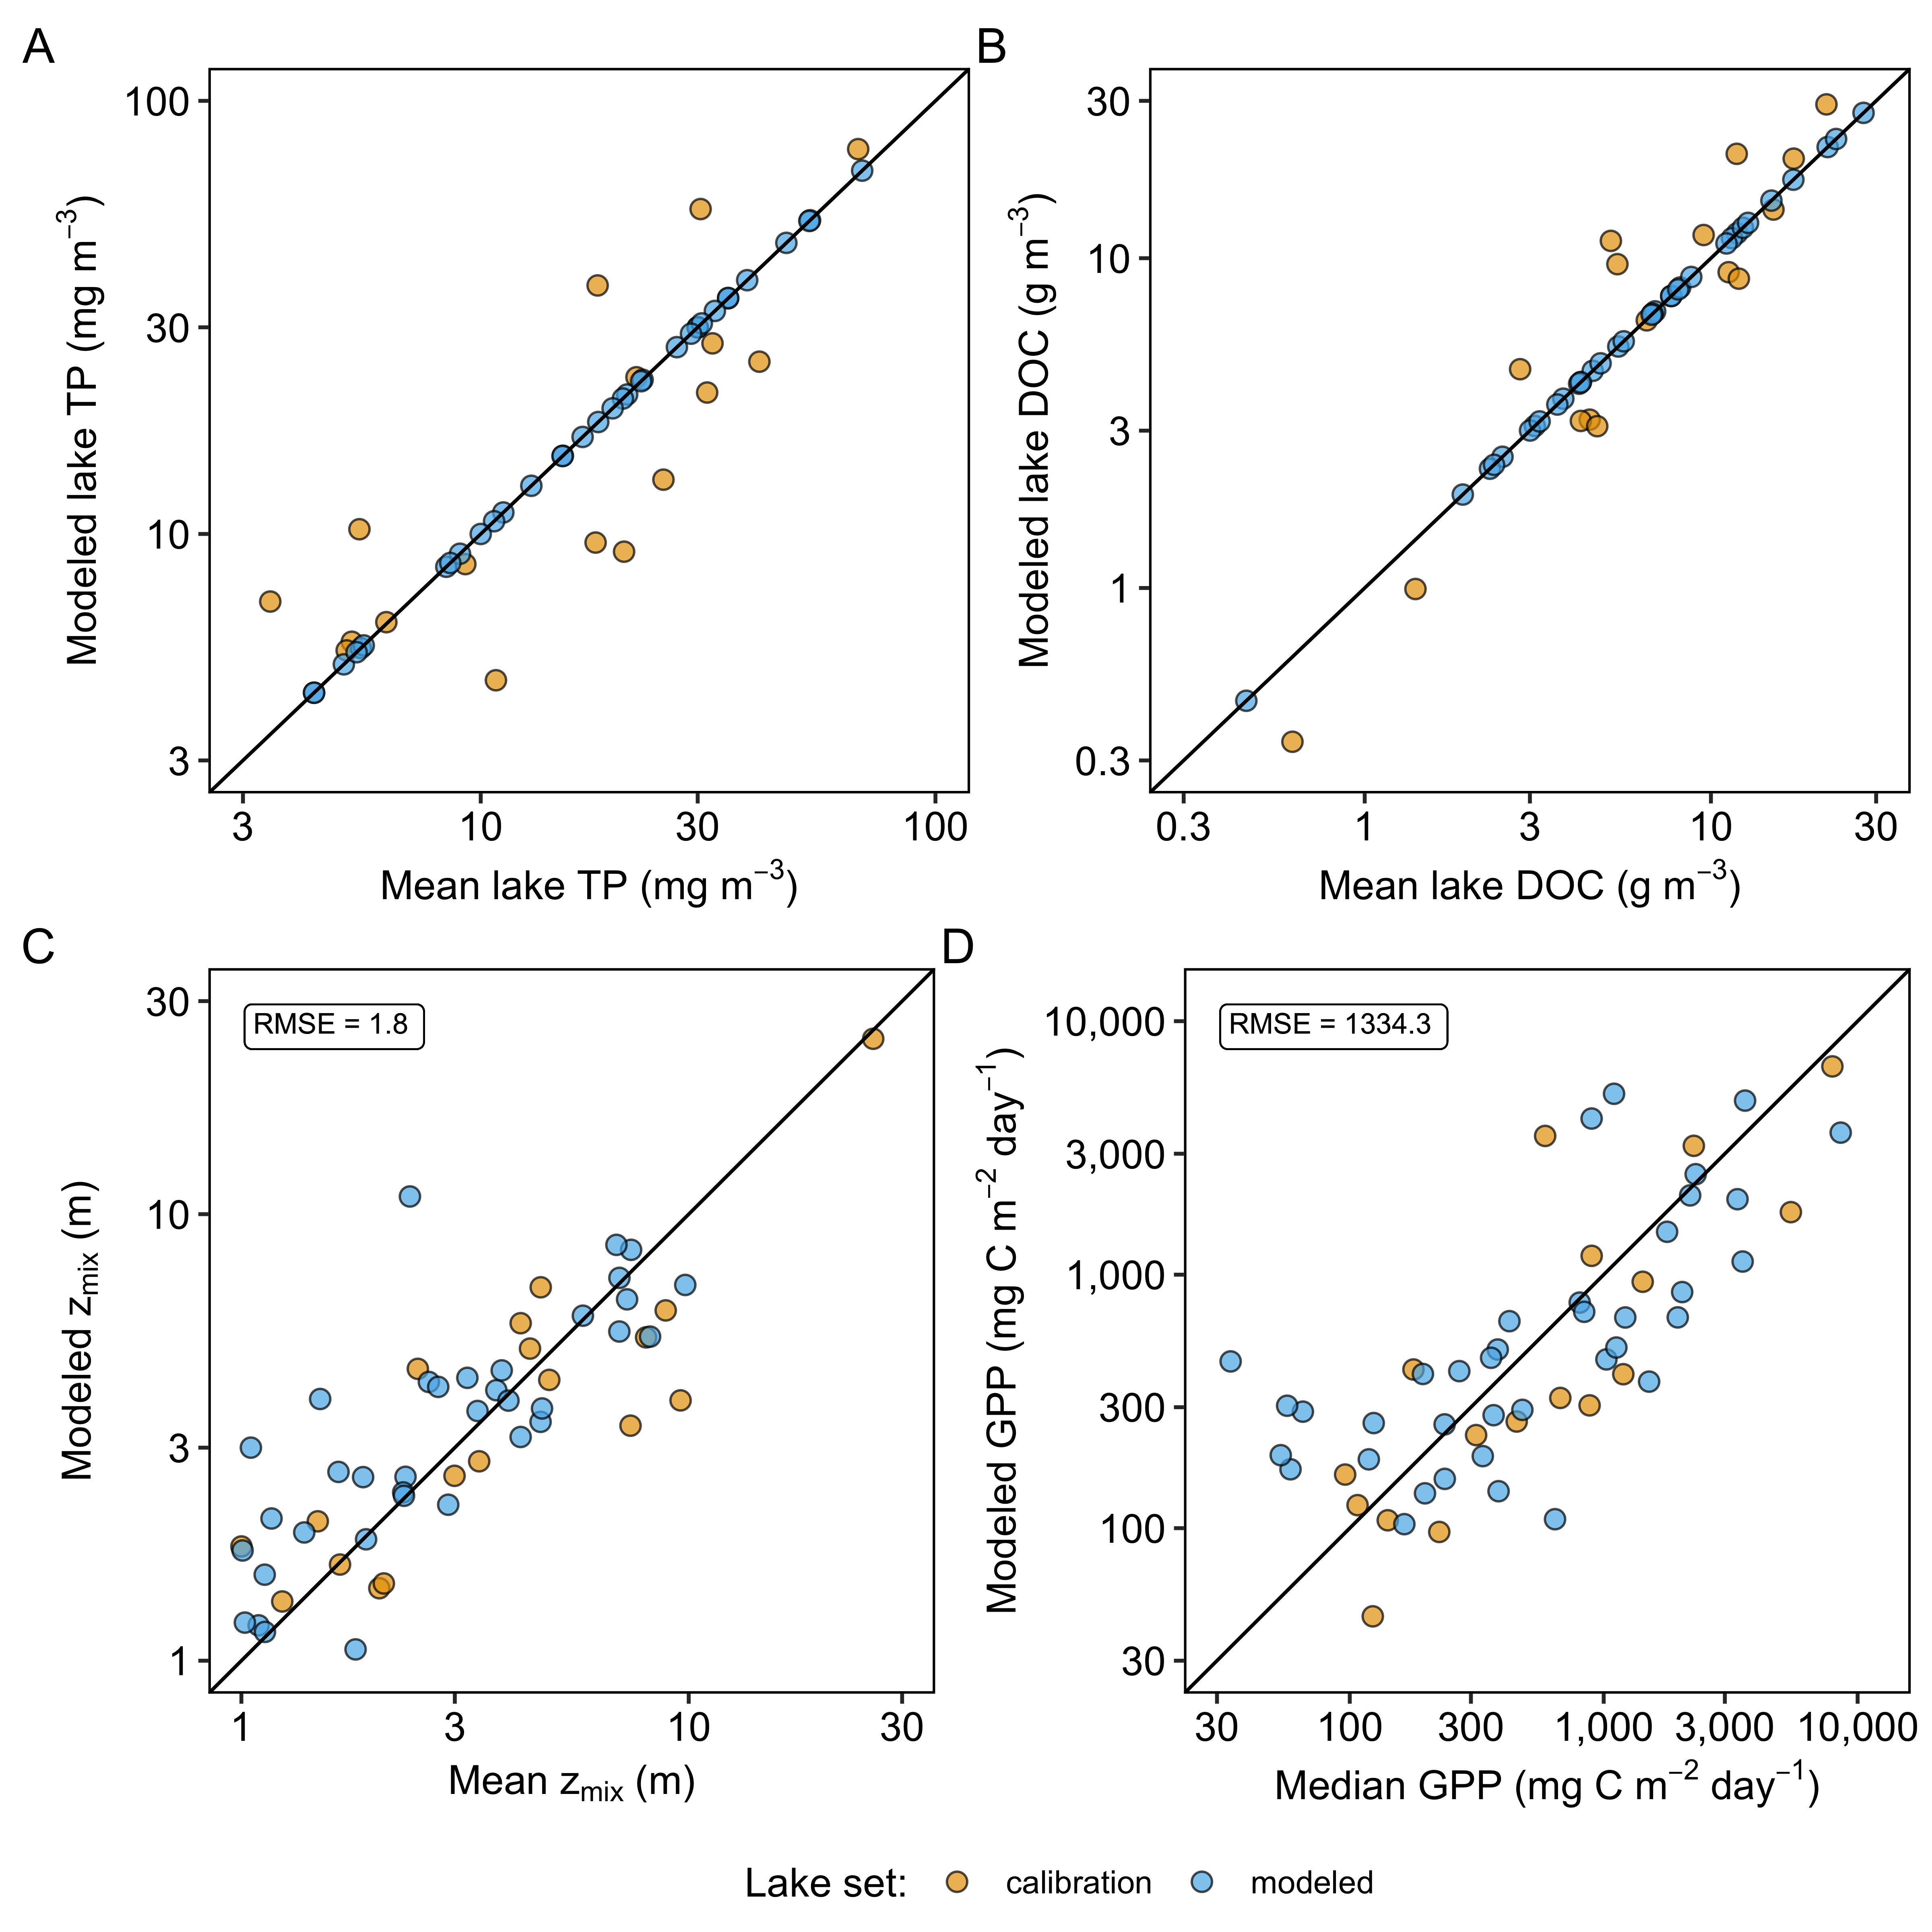 A
Modeled lake TP (mg m⁻³)
100
30
10
3
3 10 30 100
Mean lake TP (mg m⁻³)
B
Modeled lake DOC (g m⁻³)
30
10
3
1
0.3
0.3 1 3 10 30
Mean lake DOC (g m⁻³)
C
Modeled zmix (m)
30
10
3
1
RMSE = 1.8
1 3 10 30
Mean zmix (m)
D
Modeled GPP (mg C m⁻² day⁻¹)
10,000
3,000
1,000
300
100
30
RMSE = 1334.3
30 100 300 1,000 3,000 10,000
Median GPP (mg C m⁻² day⁻¹)
Lake set: calibration modeled